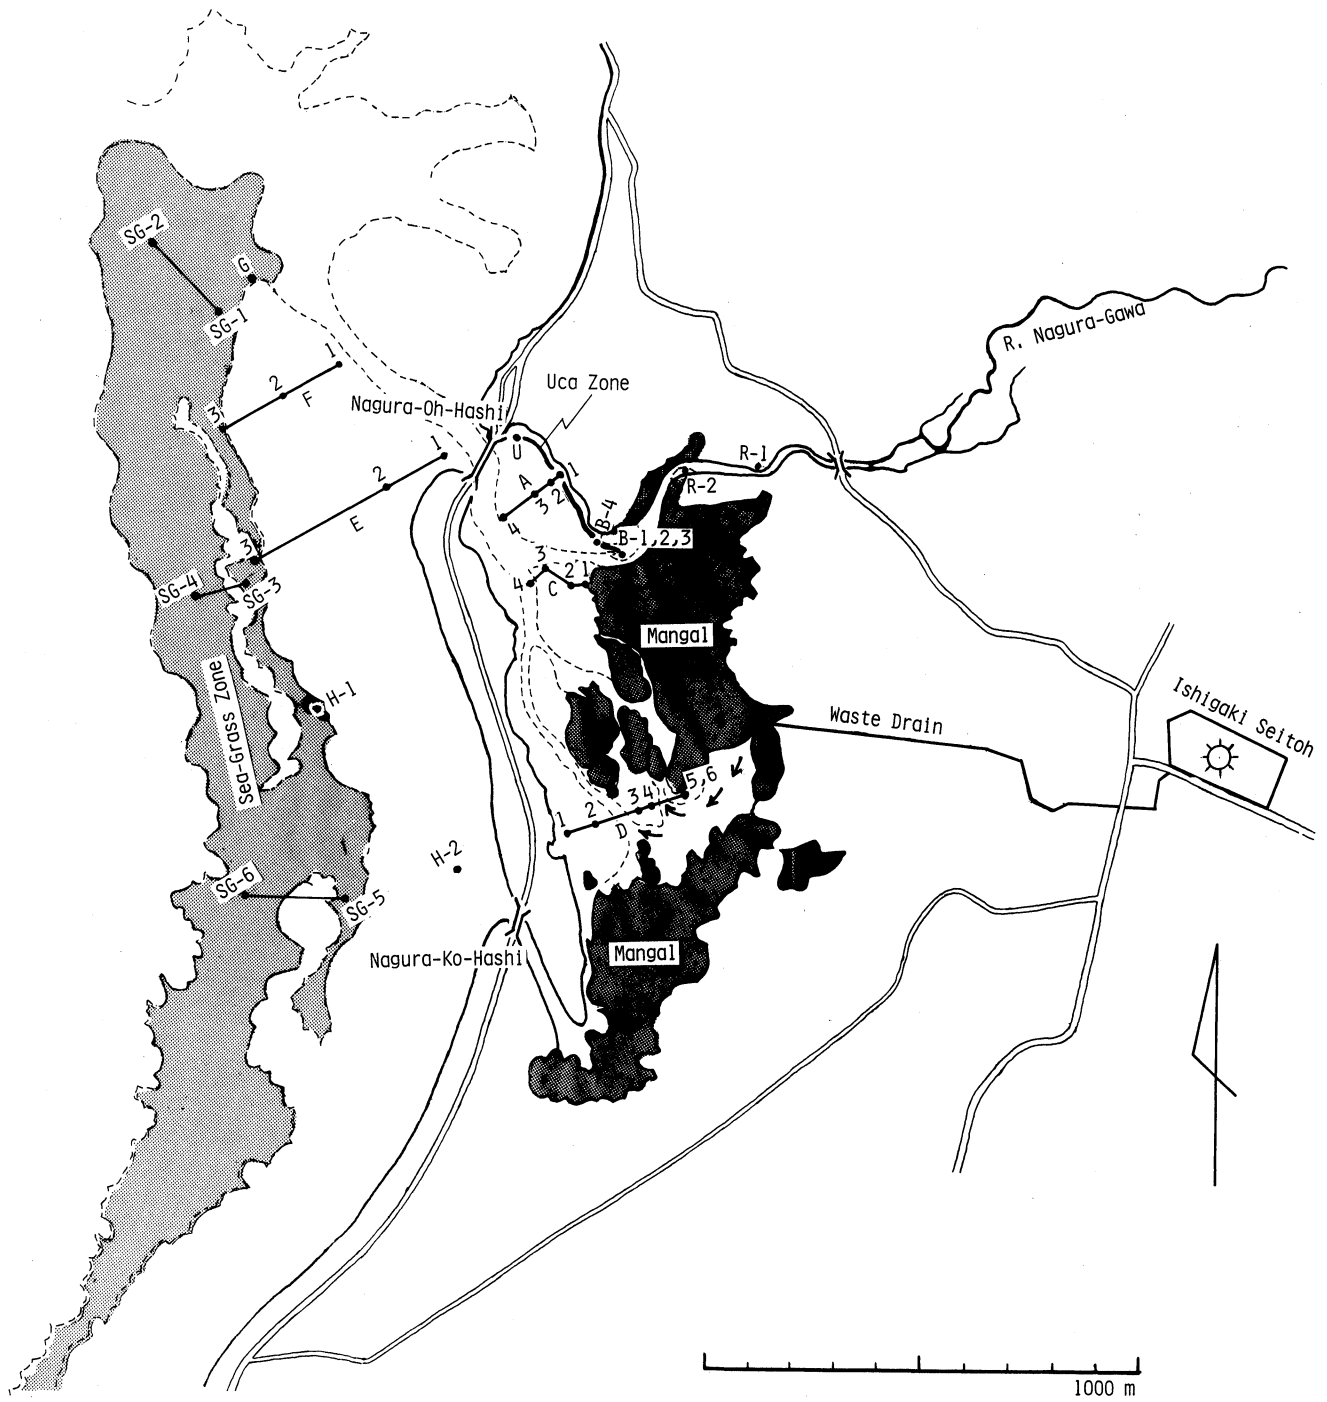 SG-2
G
SG-1
1
2
F
3
Nagura-Oh-Hashi
Uca Zone
R. Nagura-Gawa
1
2
E
3
U
A
1
2
3
4
B-4
B-1,2,3
R-1
R-2
SG-4
SG-3
4
3
C
2
1
Mangal
Sea-Grass Zone
H-1
Waste Drain
Ishigaki Seitoh
1
2
D
3
4
5,6
H-2
SG-6
SG-5
Nagura-Ko-Hashi
Mangal
1000 m